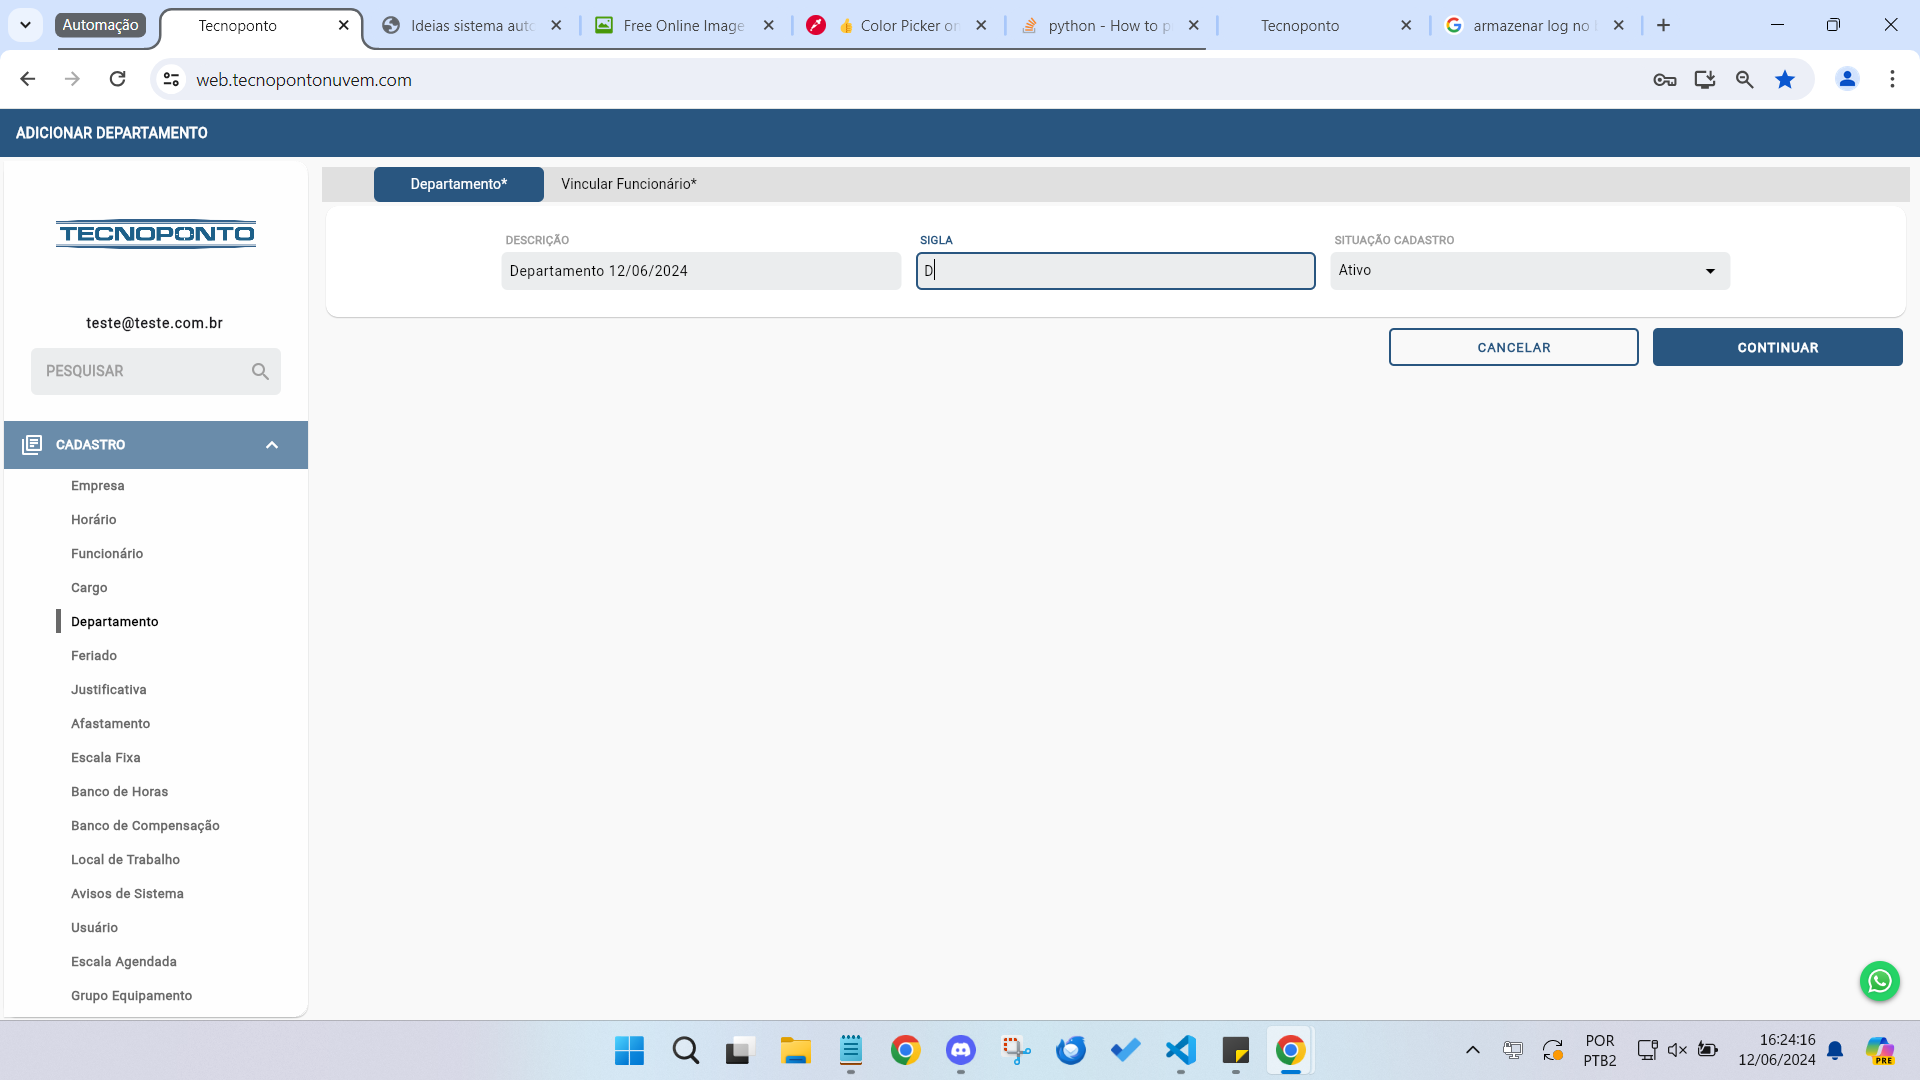 Automação
Tecnoponto
Ideias sistema auto
Free Online Image
Color Picker on
python - How to p
Tecnoponto
armazenar log no
web.tecnopontonuvem.com
ADICIONAR DEPARTAMENTO
TECNOPONTO
teste@teste.com.br
PESQUISAR
CADASTRO
Empresa
Horário
Funcionário
Cargo
Departamento
Feriado
Justificativa
Afastamento
Escala Fixa
Banco de Horas
Banco de Compensação
Local de Trabalho
Avisos de Sistema
Usuário
Escala Agendada
Grupo Equipamento
Departamento*
Vincular Funcionário*
DESCRIÇÃO
Departamento 12/06/2024
SIGLA
D
SITUAÇÃO CADASTRO
Ativo
CANCELAR
CONTINUAR
POR
PTB2
16:24:16
12/06/2024
PRE